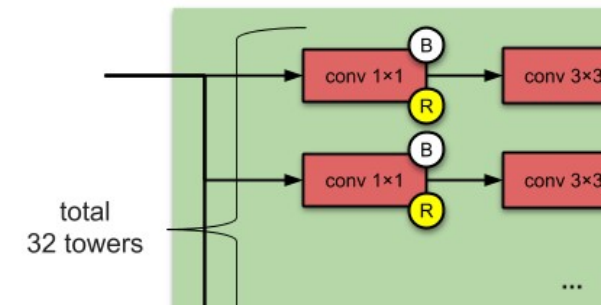 B
conv 1×1
conv 3×3
R
B
conv 1×1
conv 3×3
R
total
32 towers
...